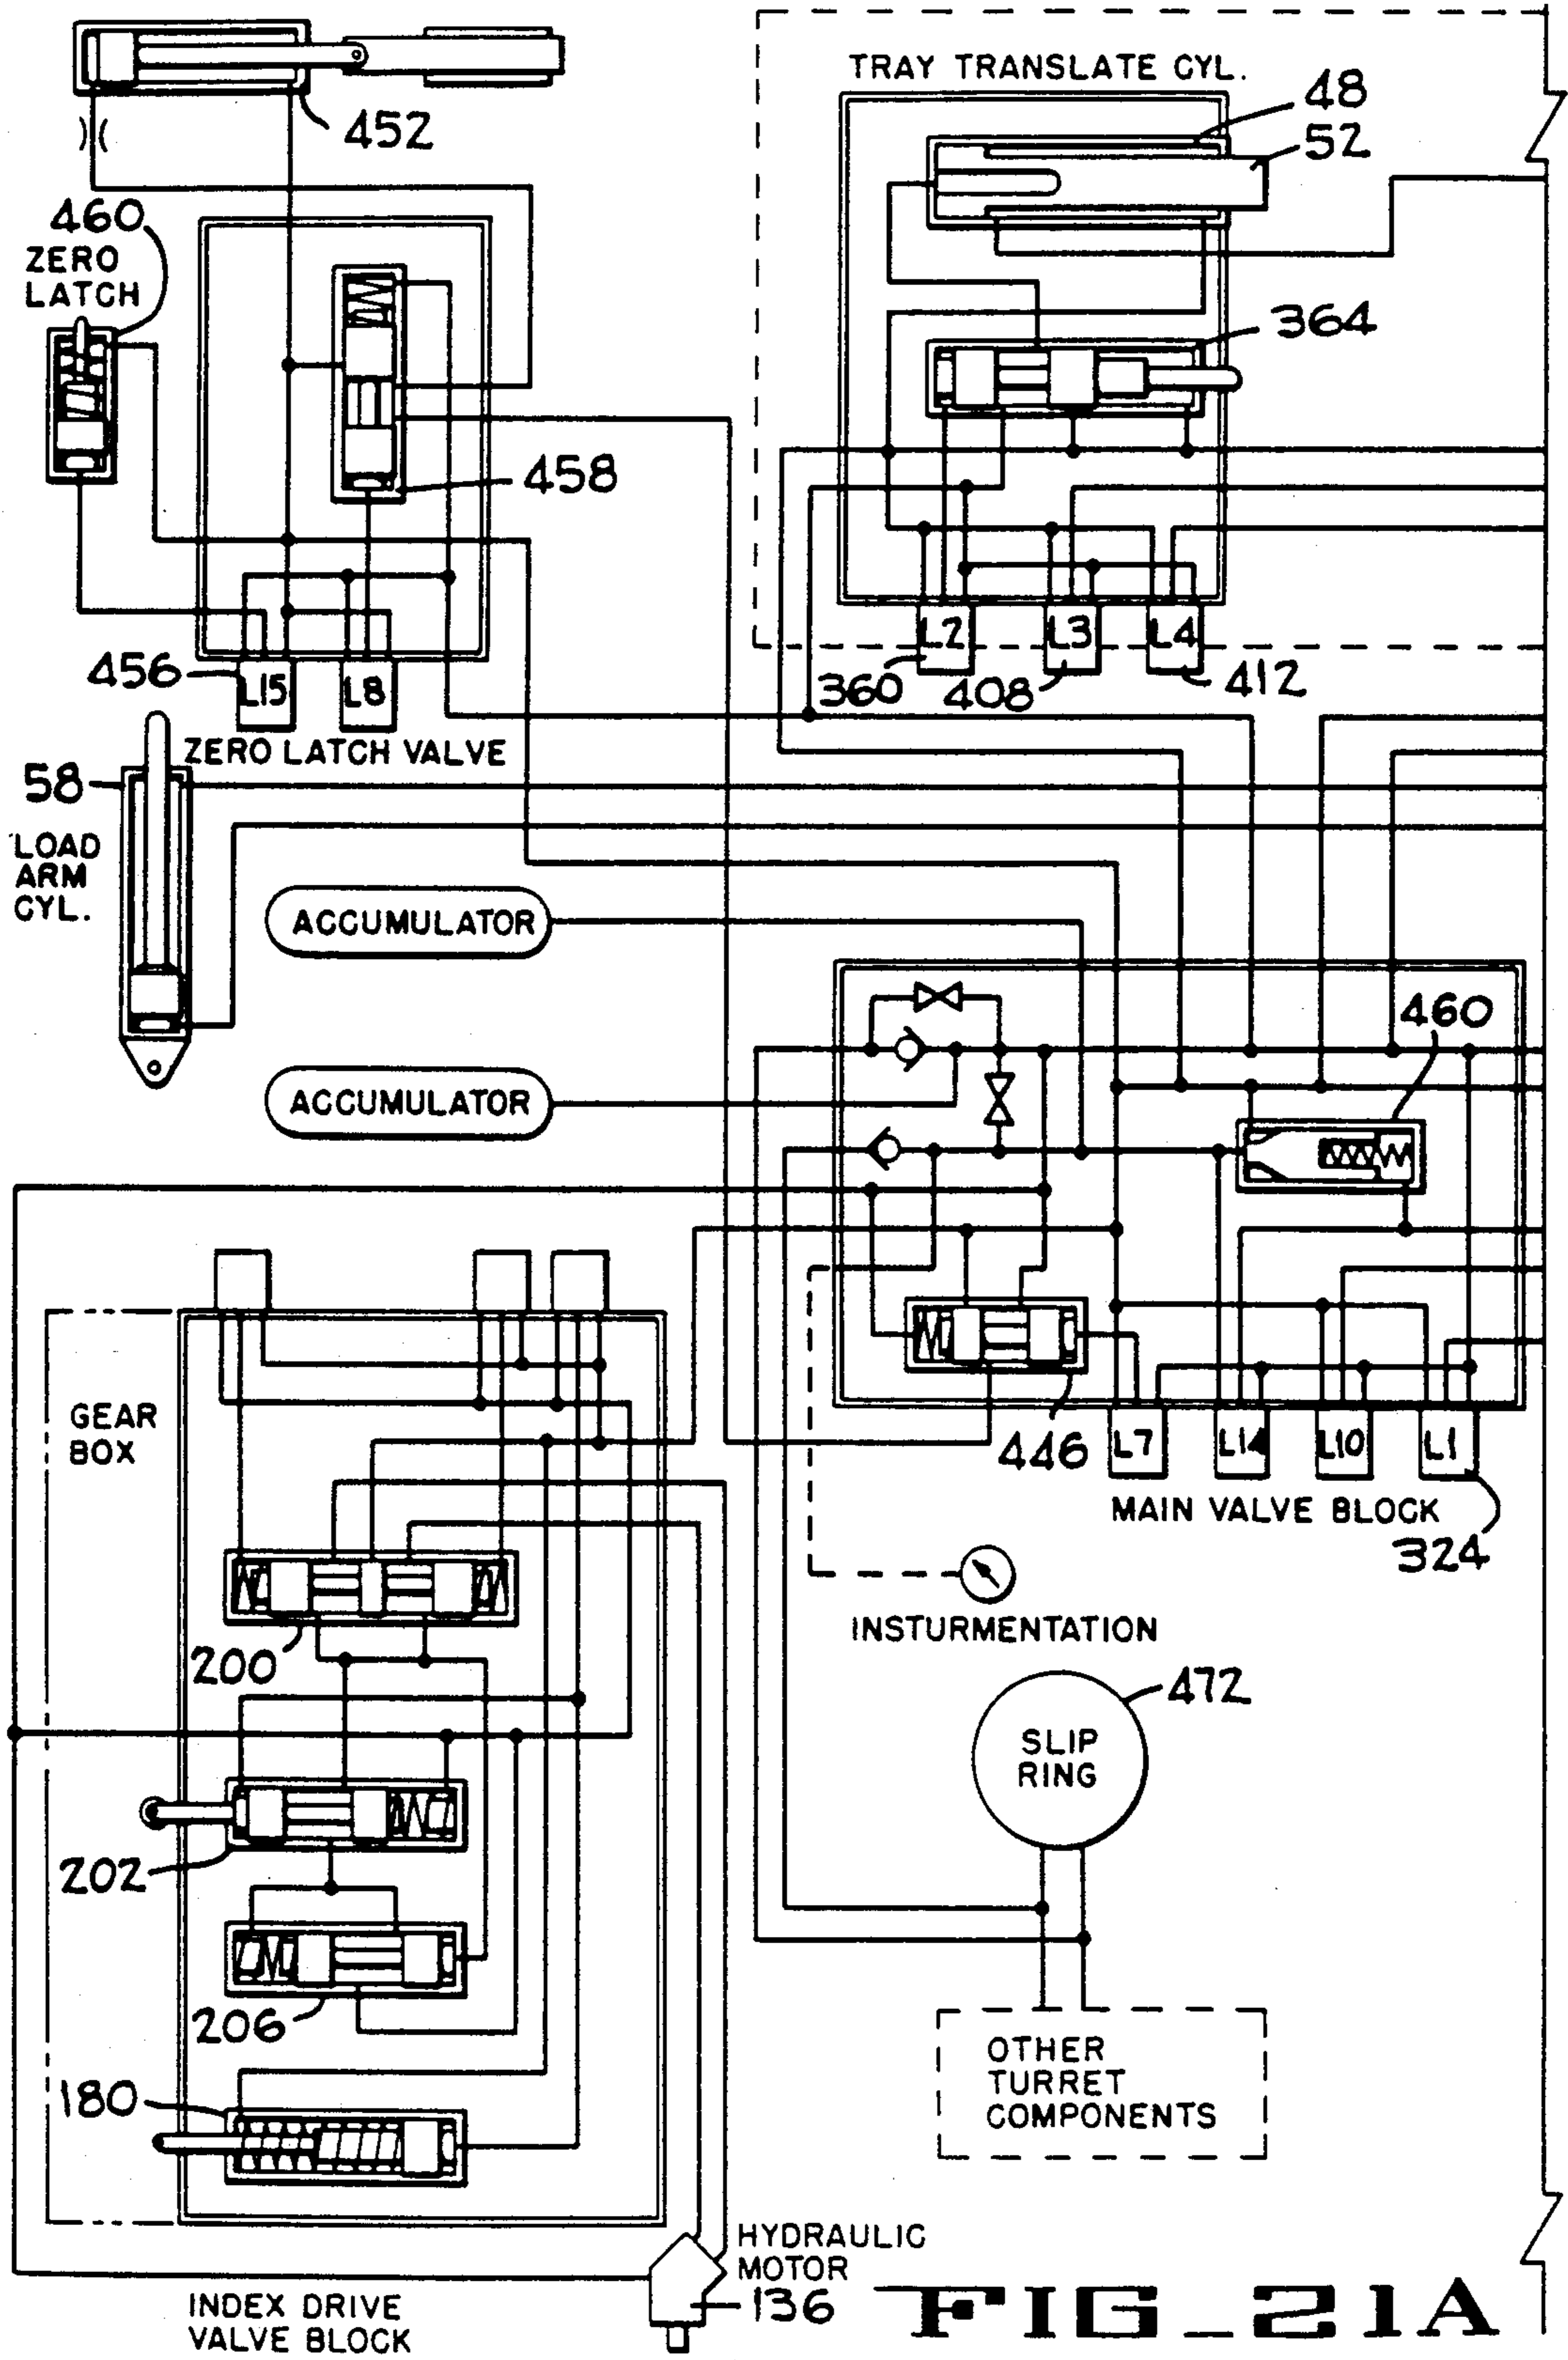 TRAY TRANSLATE CYL.
48
52
452
460
ZERO
LATCH
364
458
456
L15
L8
L2
L3
L4
360
408
412
ZERO LATCH VALVE
58
LOAD
ARM
CYL.
ACCUMULATOR
ACCUMULATOR
460
GEAR
BOX
446
L7
L14
L10
L1
MAIN VALVE BLOCK
324
INSTURMENTATION
200
472
SLIP
RING
202
206
OTHER
TURRET
COMPONENTS
180
HYDRAULIC
MOTOR
136
INDEX DRIVE
VALVE BLOCK
FIG_21A